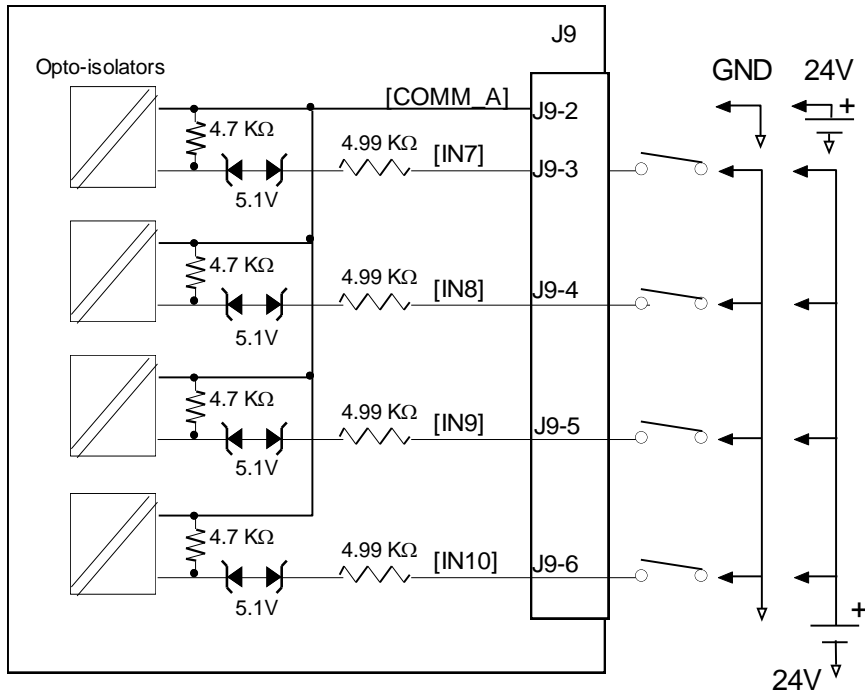 J9
Opto-isolators
GND 24V
[COMM_A] J9-2
+
4.7 KΩ
4.99 KΩ [IN7] J9-3
5.1V
4.7 KΩ
4.99 KΩ [IN8] J9-4
5.1V
4.7 KΩ
4.99 KΩ [IN9] J9-5
5.1V
4.7 KΩ
4.99 KΩ [IN10] J9-6
5.1V
+
24V